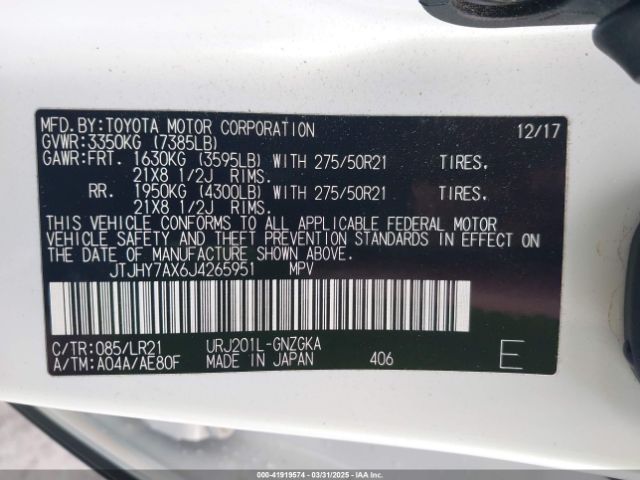 MFD.BY:TOYOTA MOTOR CORPORATION 12/17
GVWR:3350KG (7385LB)
GAWR:FRT. 1630KG (3595LB) WITH 275/50R21 TIRES.
21X8 1/2J RIMS.
RR. 1950KG (4300LB) WITH 275/50R21 TIRES.
21X8 1/2J RIMS.
THIS VEHICLE CONFORMS TO ALL APPLICABLE FEDERAL MOTOR
VEHICLE SAFETY AND THEFT PREVENTION STANDARDS IN EFFECT ON
THE DATE OF MANUFACTURE SHOWN ABOVE.
JTJHY7AX6J4265951 MPV
C/TR:085/LR21 URJ201L-GNZGKA
A/TM:A04A/AE80F MADE IN JAPAN 406 E
000-41919574 - 03/31/2025 - IAAI.COM